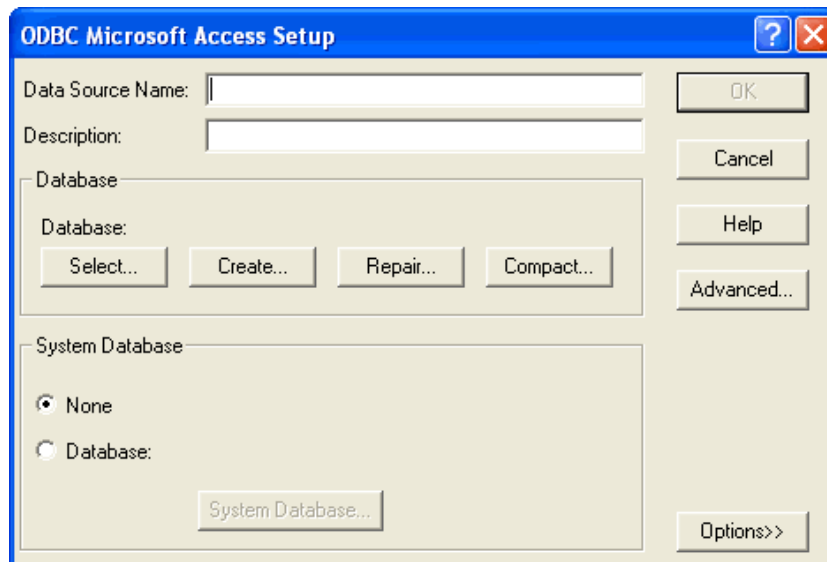 ODBC Microsoft Access Setup
Data Source Name:
OK
Description:
Cancel
Database
Database:
Help
Select...
Create...
Repair...
Compact...
Advanced...
System Database
None
Database:
System Database...
Options>>